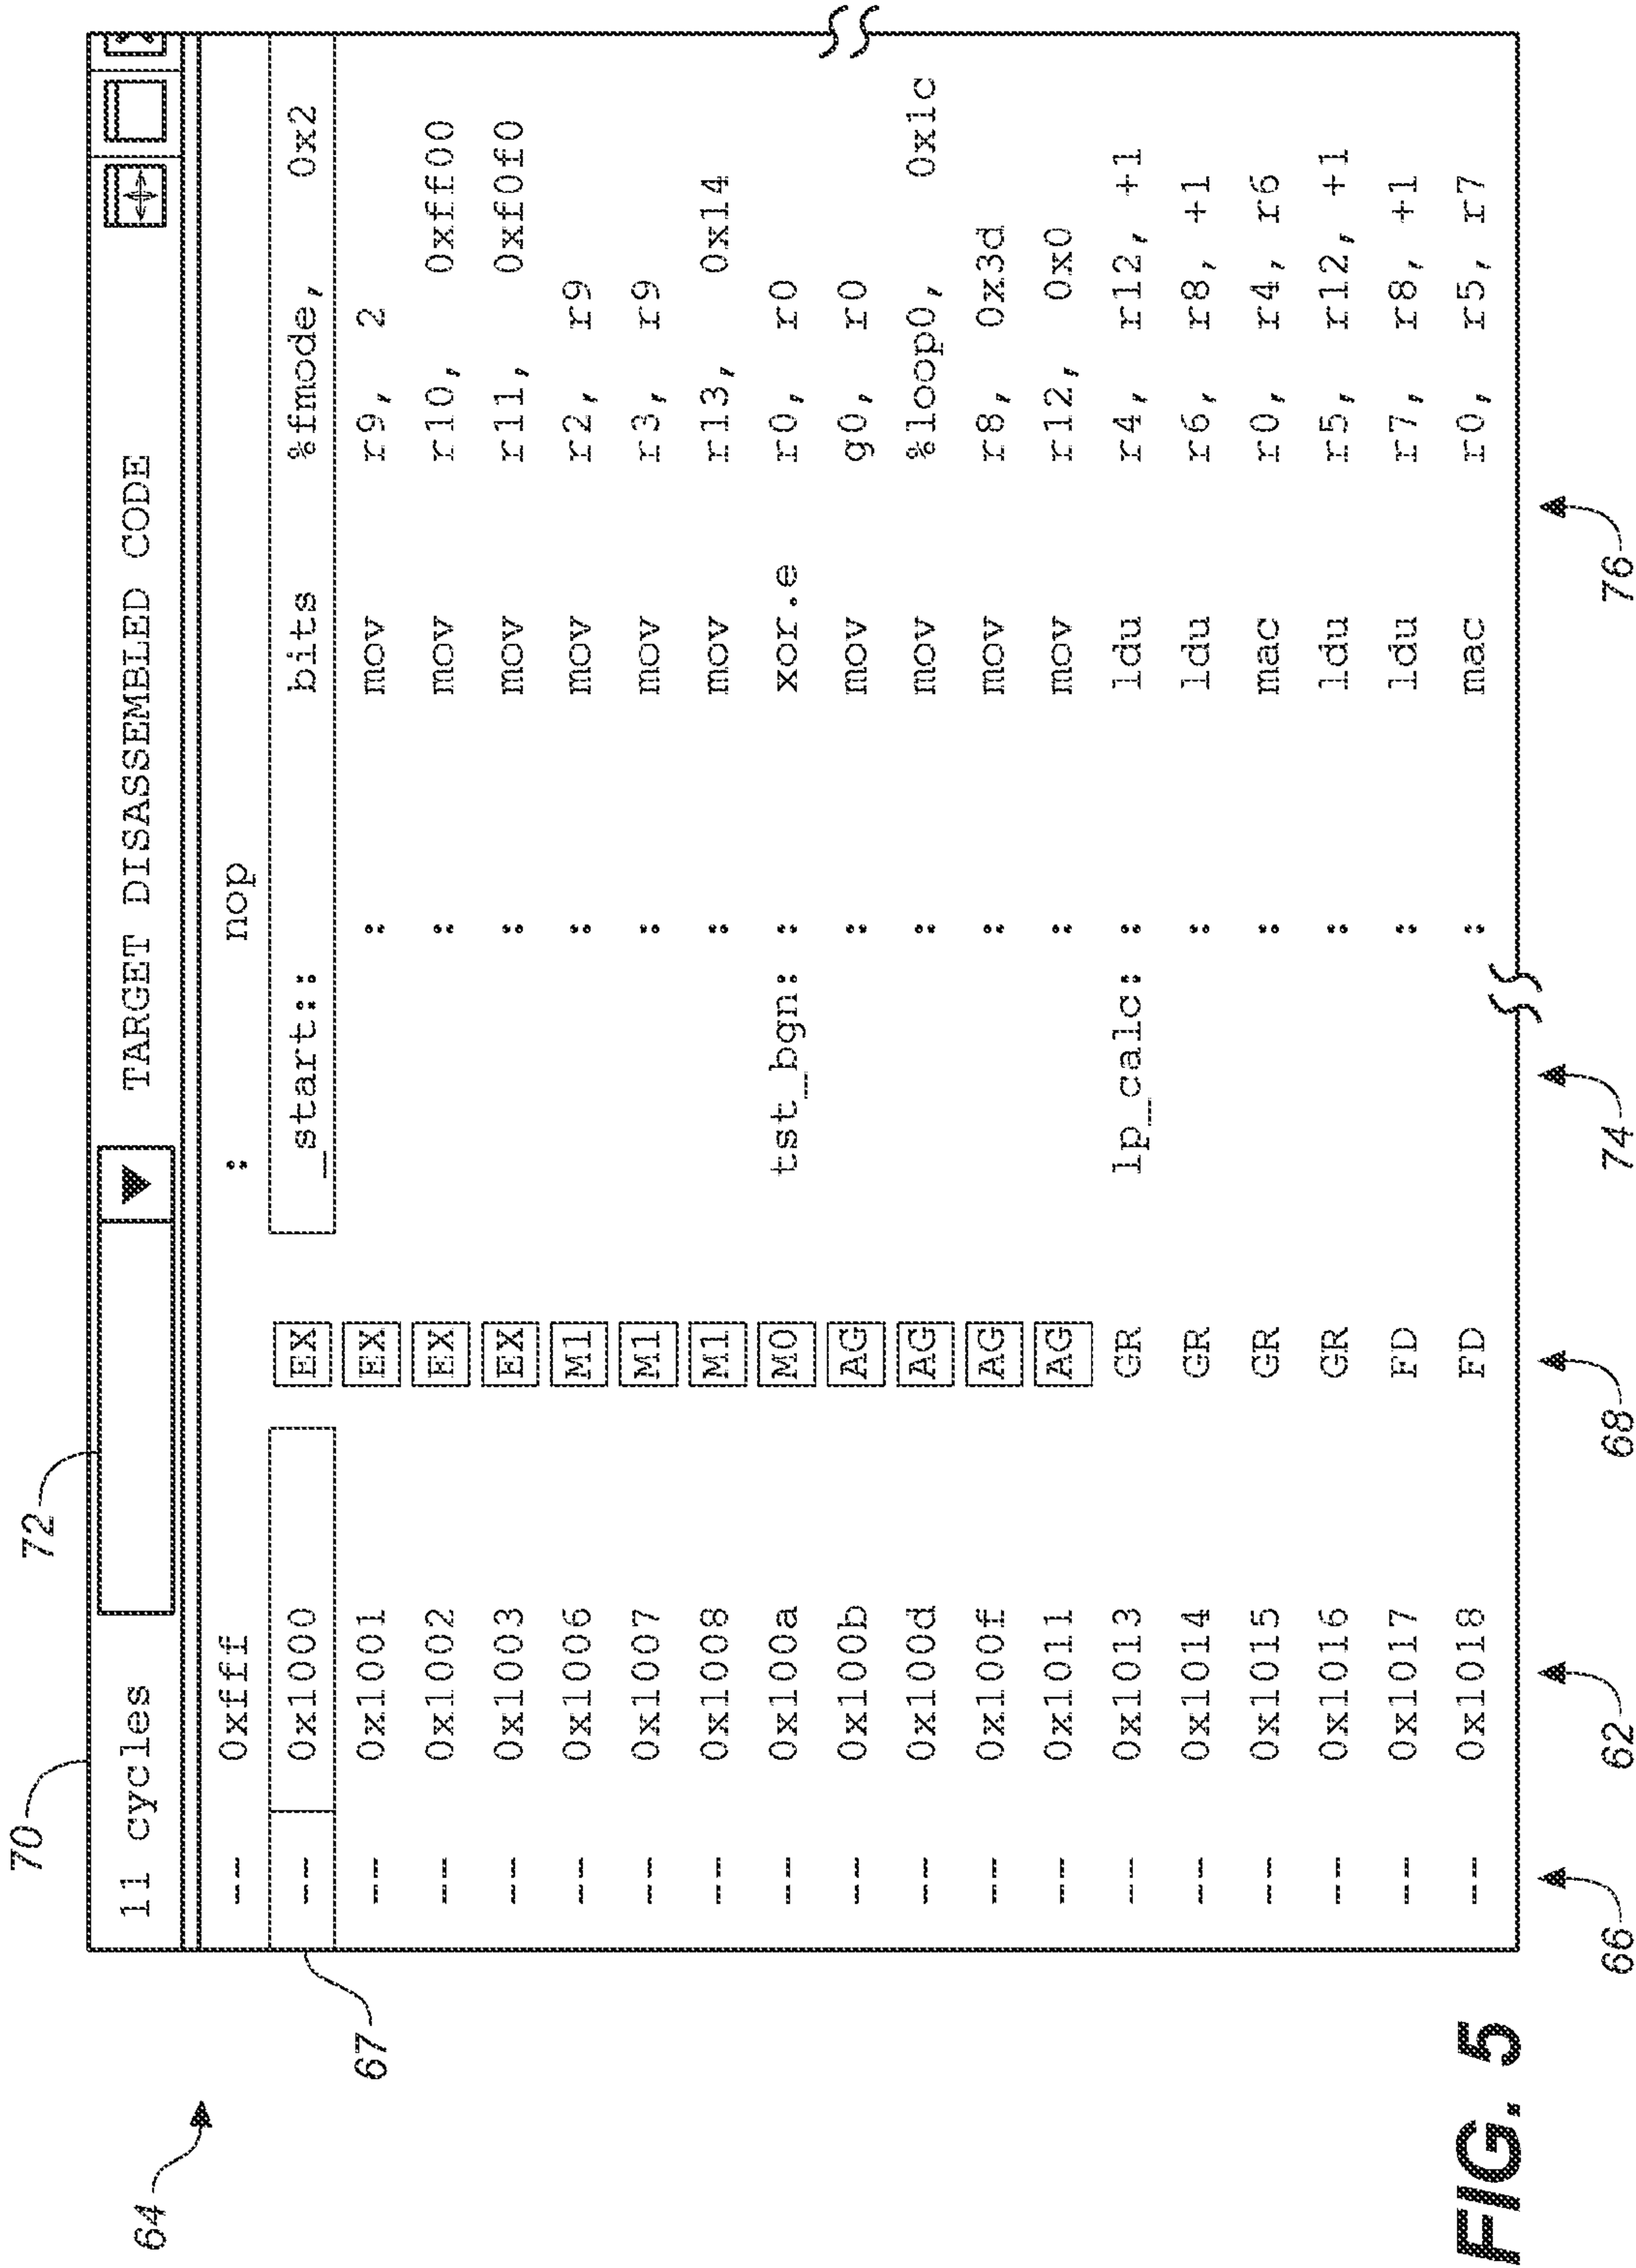 70
72
11 cycles ▼ TARGET DISASSEMBLED CODE
-- 0xfff : nop
-- 0x1000 EX _start:: bits %fmode, 0x2
-- 0x1001 EX : mov r9, 2
-- 0x1002 EX : mov r10, 0xff00
-- 0x1003 EX : mov r11, 0xf0f0
-- 0x1006 M1 : mov r2, r9
-- 0x1007 M1 : mov r3, r9
-- 0x1008 M1 : mov r13, 0x14
-- 0x100a M0 tst_bgn: : xor.e r0, r0
-- 0x100b AG : mov g0, r0
-- 0x100d AG : mov %loop0, 0x1c
-- 0x100f AG : mov r8, 0x3d
-- 0x1011 AG : mov r12, 0x0
-- 0x1013 GR lp_calc: : ldu r4, r12, +1
-- 0x1014 GR : ldu r6, r8, +1
-- 0x1015 GR : mac r0, r4, r6
-- 0x1016 GR : ldu r5, r12, +1
-- 0x1017 FD : ldu r7, r8, +1
-- 0x1018 FD : mac r0, r5, r7
64
67
66 62 68 74 76
FIG. 5